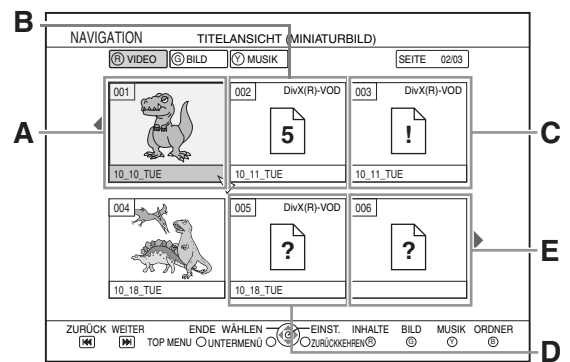 B
NAVIGATION TITELANSICHT (MINIATURBILD)
R VIDEO G BILD Y MUSIK SEITE 02/03
A
C
001
10_10_TUE
002 DivX(R)-VOD
5
10_11_TUE
003 DivX(R)-VOD
!
10_11_TUE
004
10_18_TUE
005 DivX(R)-VOD
?
10_18_TUE
006
?
E
D
ZURÜCK WEITER ENDE WÄHLEN EINST. INHALTE BILD MUSIK ORDNER
TOP MENU UNTERMENÜ ZURÜCKKEHREN R G Y B